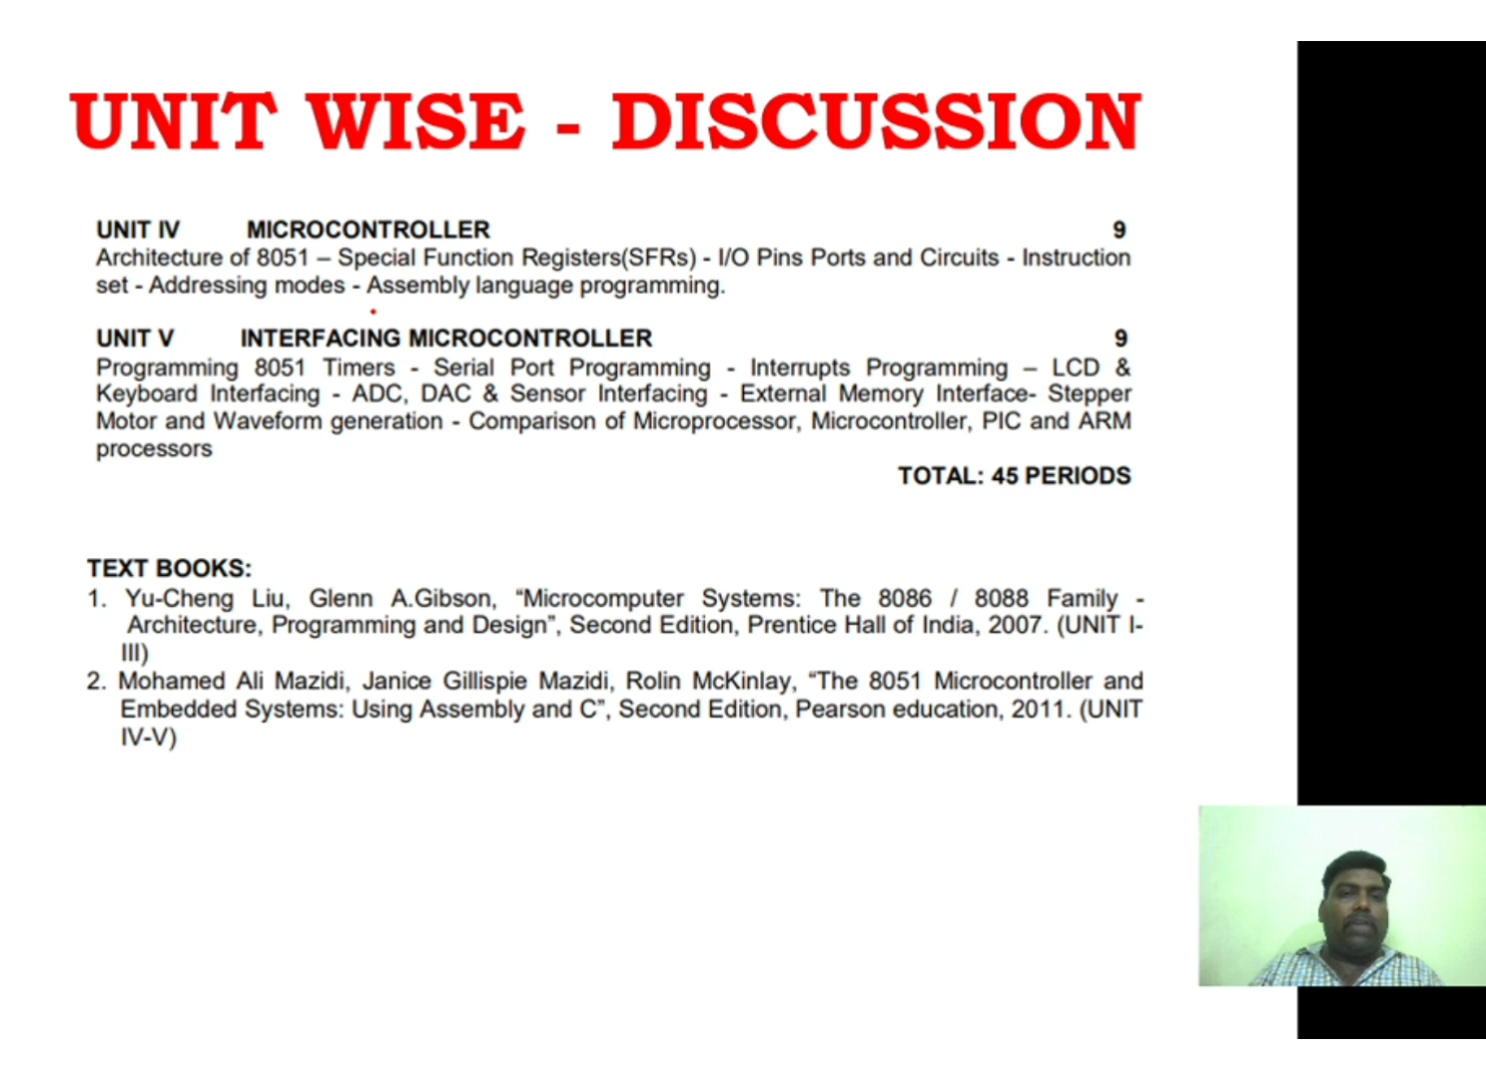 UNIT WISE - DISCUSSION
UNIT IV MICROCONTROLLER 9
Architecture of 8051 – Special Function Registers(SFRs) - I/O Pins Ports and Circuits - Instruction
set - Addressing modes - Assembly language programming.
UNIT V INTERFACING MICROCONTROLLER 9
Programming 8051 Timers - Serial Port Programming - Interrupts Programming – LCD &
Keyboard Interfacing - ADC, DAC & Sensor Interfacing - External Memory Interface- Stepper
Motor and Waveform generation - Comparison of Microprocessor, Microcontroller, PIC and ARM
processors
TOTAL: 45 PERIODS
TEXT BOOKS:
1. Yu-Cheng Liu, Glenn A.Gibson, “Microcomputer Systems: The 8086 / 8088 Family -
Architecture, Programming and Design”, Second Edition, Prentice Hall of India, 2007. (UNIT I-
III)
2. Mohamed Ali Mazidi, Janice Gillispie Mazidi, Rolin McKinlay, “The 8051 Microcontroller and
Embedded Systems: Using Assembly and C”, Second Edition, Pearson education, 2011. (UNIT
IV-V)